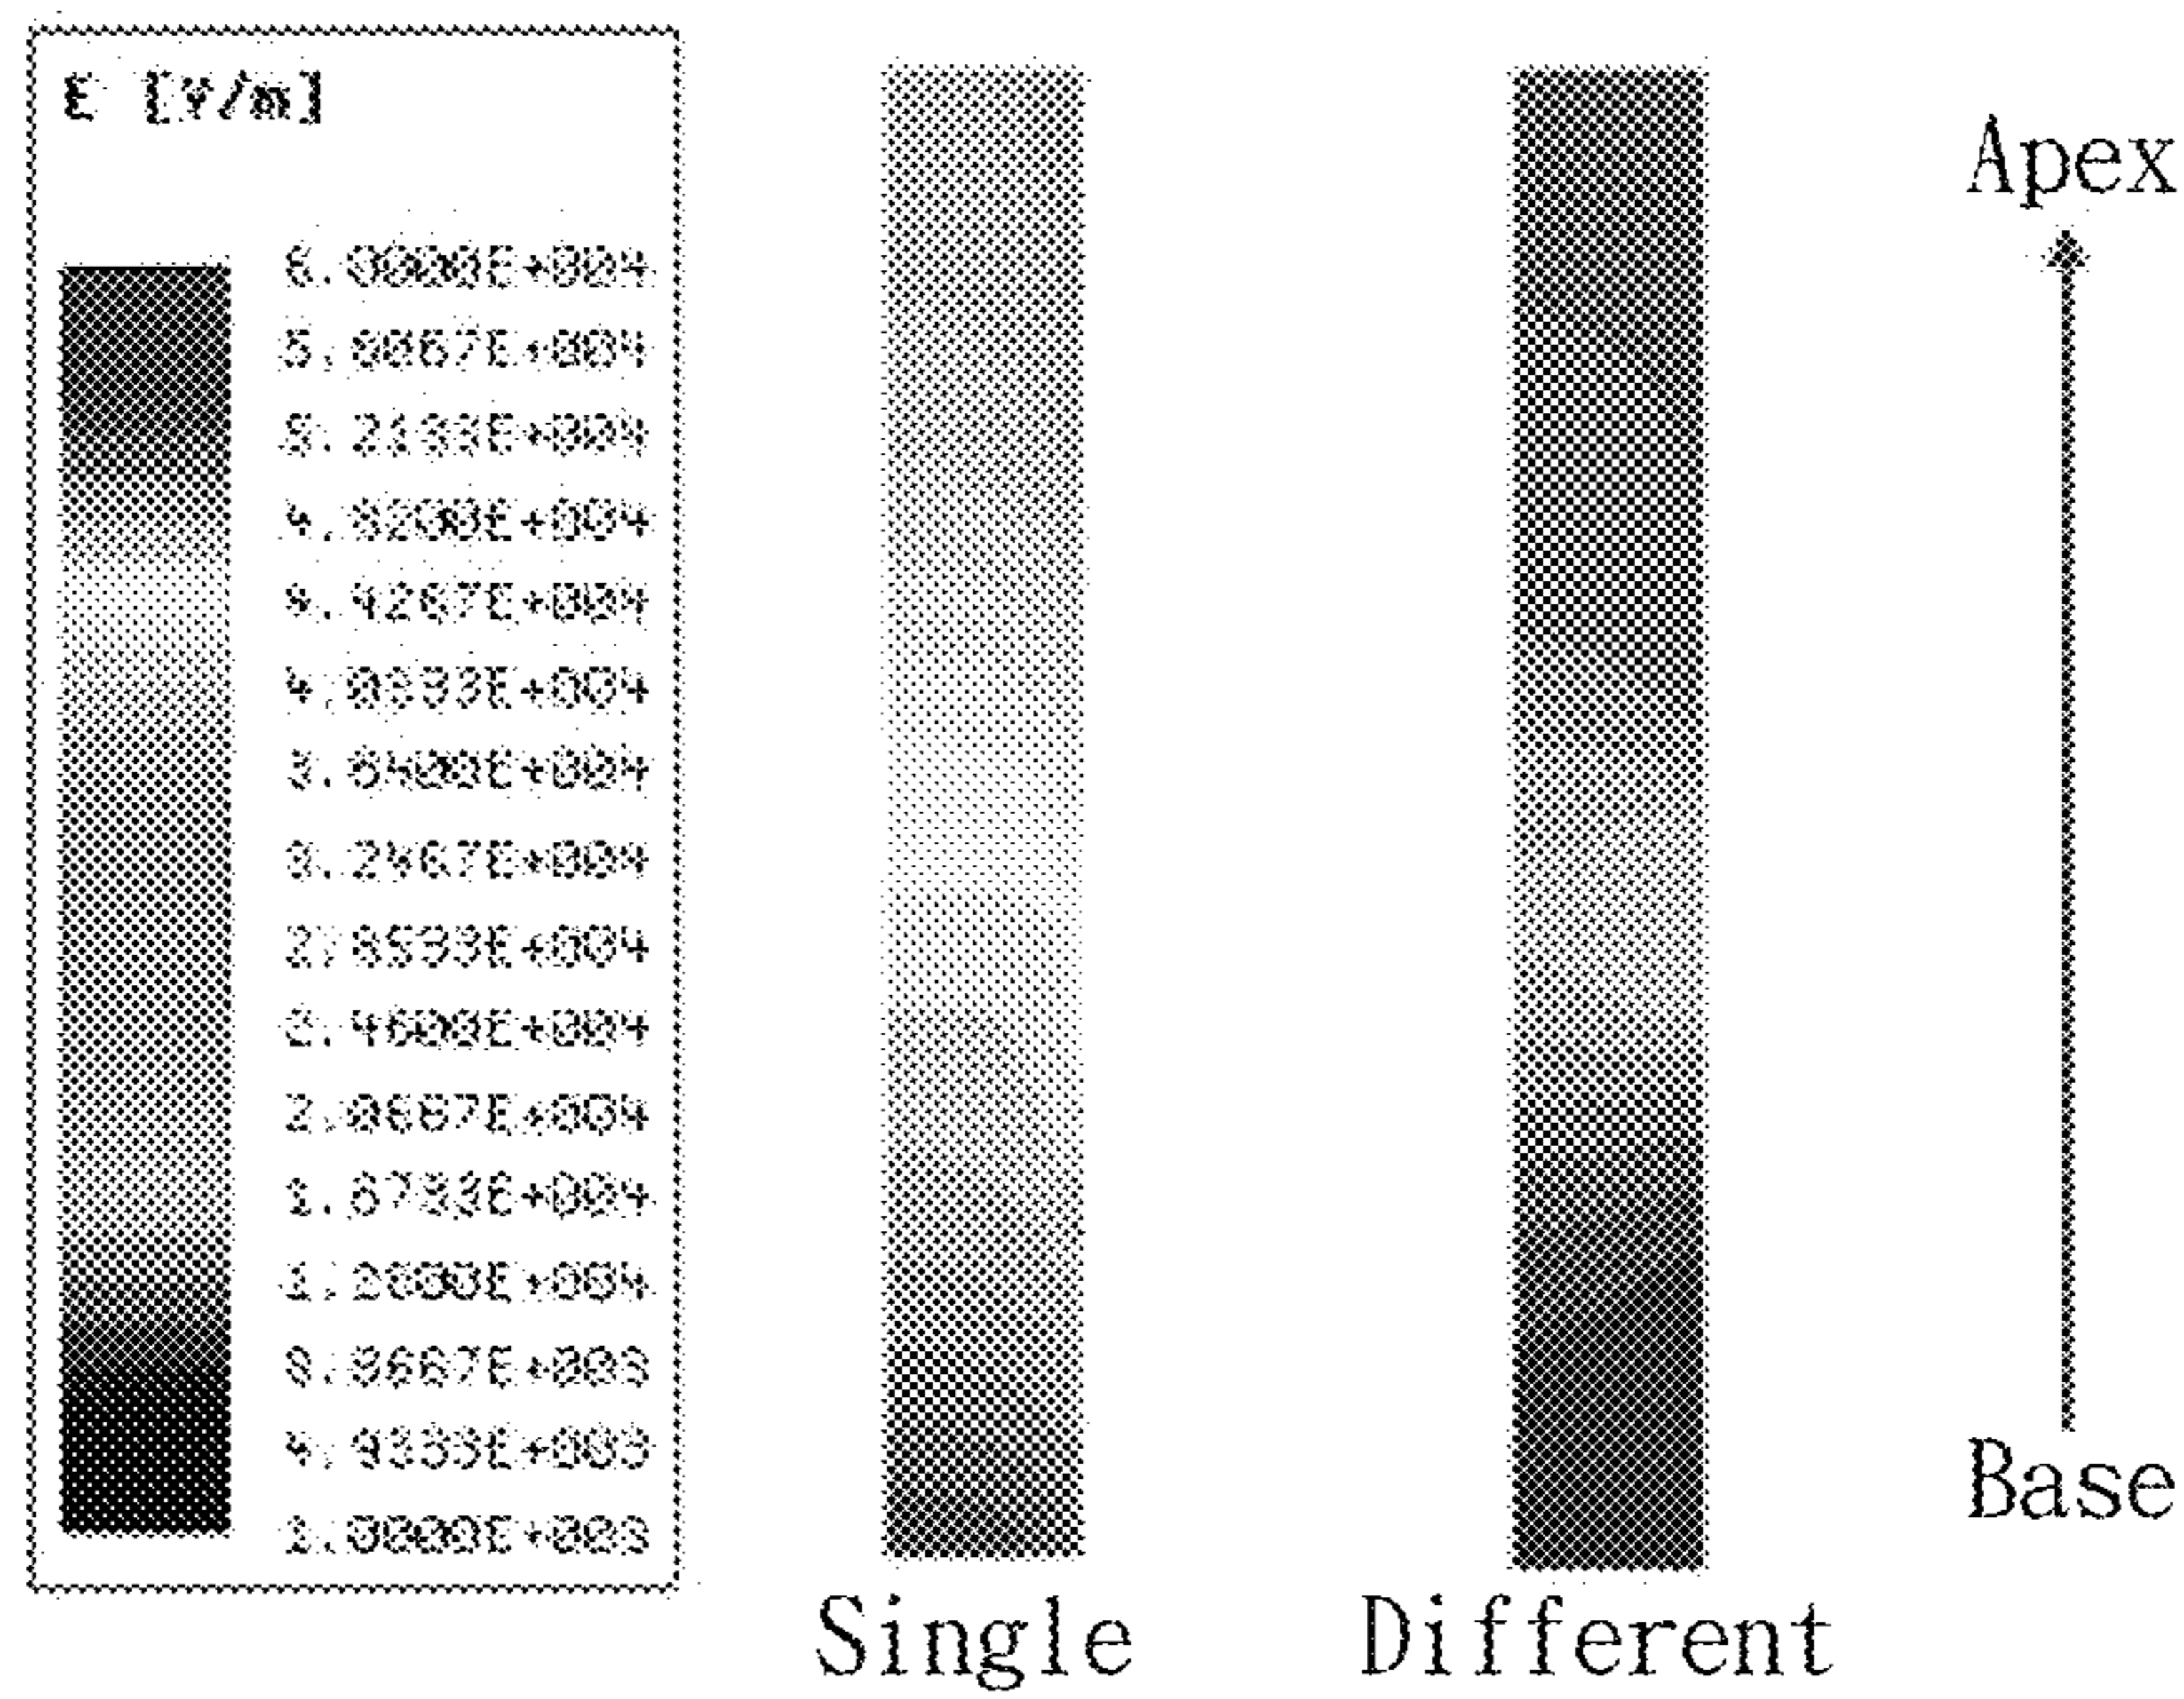 E [V/m]
6.0000E+004
5.6067E+004
5.2133E+004
4.8200E+004
4.4267E+004
4.0333E+004
3.6400E+004
3.2467E+004
2.8533E+004
2.4600E+004
2.0667E+004
1.6733E+004
1.2800E+004
8.8667E+003
4.9333E+003
1.0000E+003
Single
Different
Apex
Base